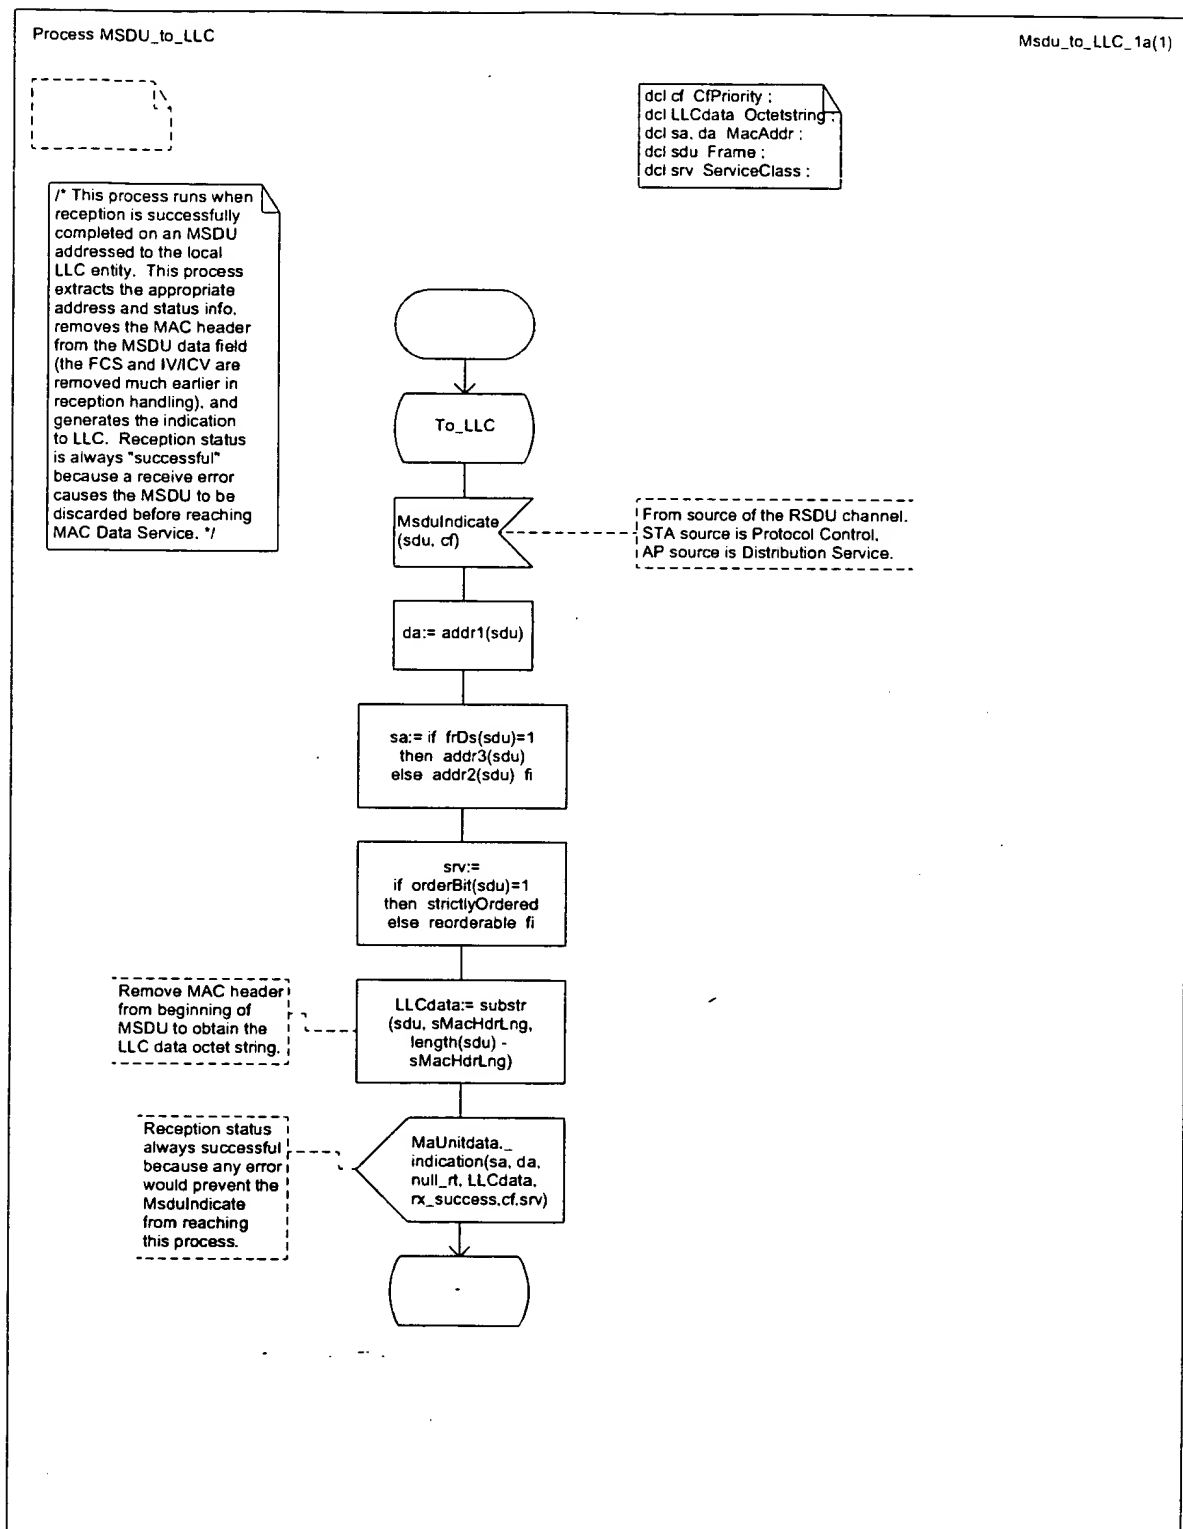 Process MSDU_to_LLC
Msdu_to_LLC_1a(1)
dcl cf CfPriority ;
dcl LLCdata Octetstring ;
dcl sa, da MacAddr ;
dcl sdu Frame ;
dcl srv ServiceClass ;
/* This process runs when
reception is successfully
completed on an MSDU
addressed to the local
LLC entity. This process
extracts the appropriate
address and status info,
removes the MAC header
from the MSDU data field
(the FCS and IV/ICV are
removed much earlier in
reception handling), and
generates the indication
to LLC. Reception status
is always "successful"
because a receive error
causes the MSDU to be
discarded before reaching
MAC Data Service. */
To_LLC
MsduIndicate
(sdu, cf)
From source of the RSDU channel.
STA source is Protocol Control,
AP source is Distribution Service.
da:= addr1(sdu)
sa:= if frDs(sdu)=1
then addr3(sdu)
else addr2(sdu) fi
srv:=
if orderBit(sdu)=1
then strictlyOrdered
else reorderable fi
Remove MAC header
from beginning of
MSDU to obtain the
LLC data octet string.
LLCdata:= substr
(sdu, sMacHdrLng,
length(sdu) -
sMacHdrLng)
Reception status
always successful
because any error
would prevent the
MsduIndicate
from reaching
this process.
MaUnitdata._
indication(sa, da,
null_rt, LLCdata,
rx_success,cf,srv)
-